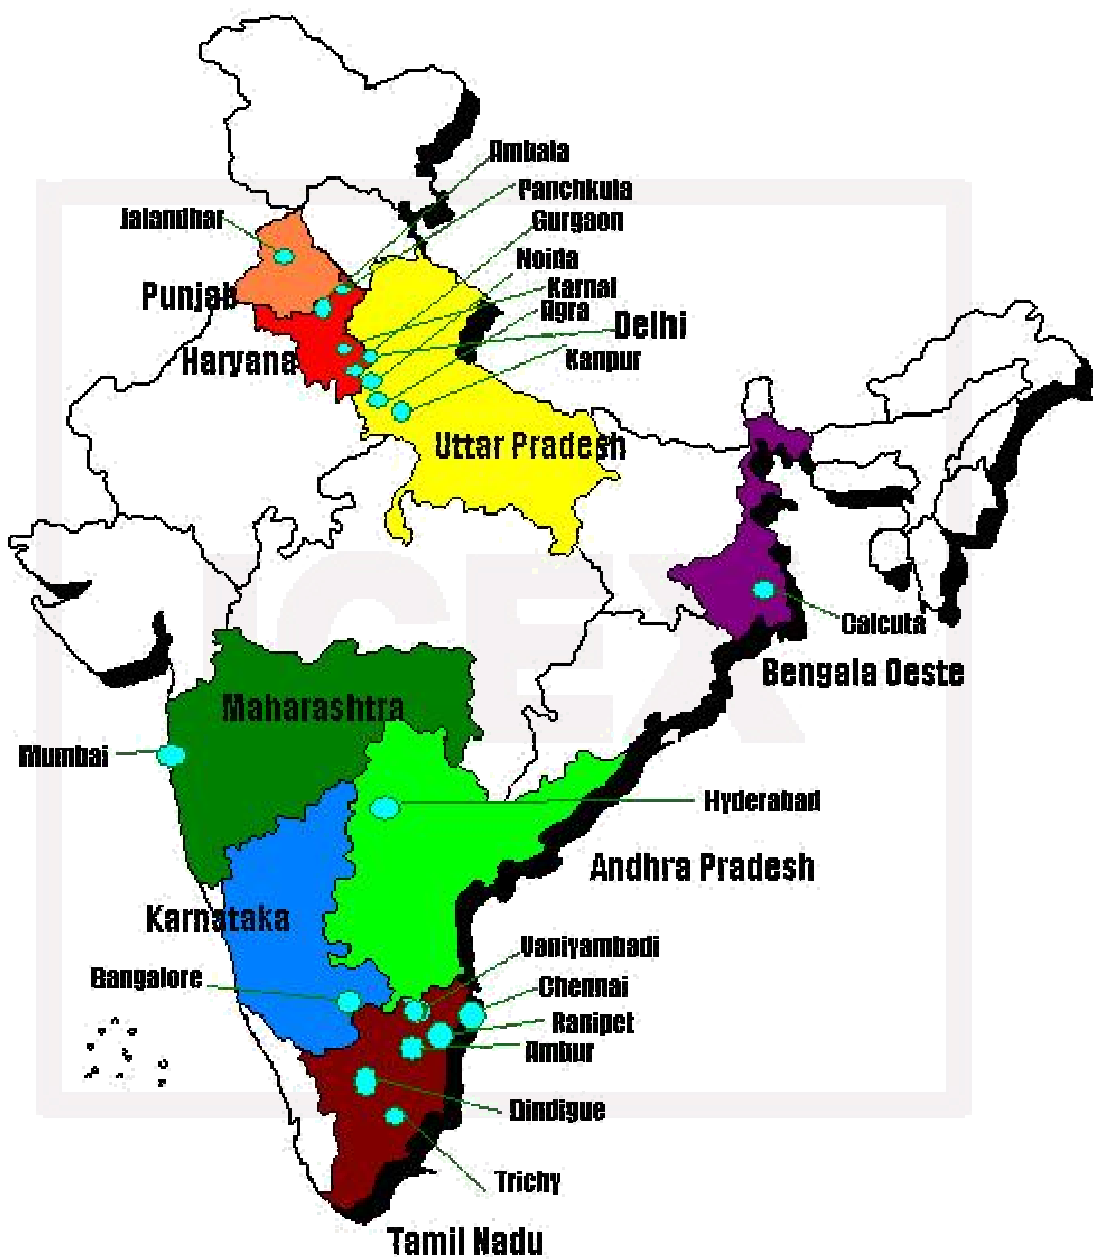 Ambala
Panchkula
Jalandhar
Gurgaon
Noida
Karnal
Punjab
Agra
Delhi
Haryana
Kanpur
Uttar Pradesh
Calcuta
Bengala Oeste
Maharashtra
Mumbai
Hyderabad
Andhra Pradesh
Karnataka
Vaniyambadi
Bangalore
Chennai
Ranipet
Ambur
Dindigue
Trichy
Tamil Nadu
ICEX